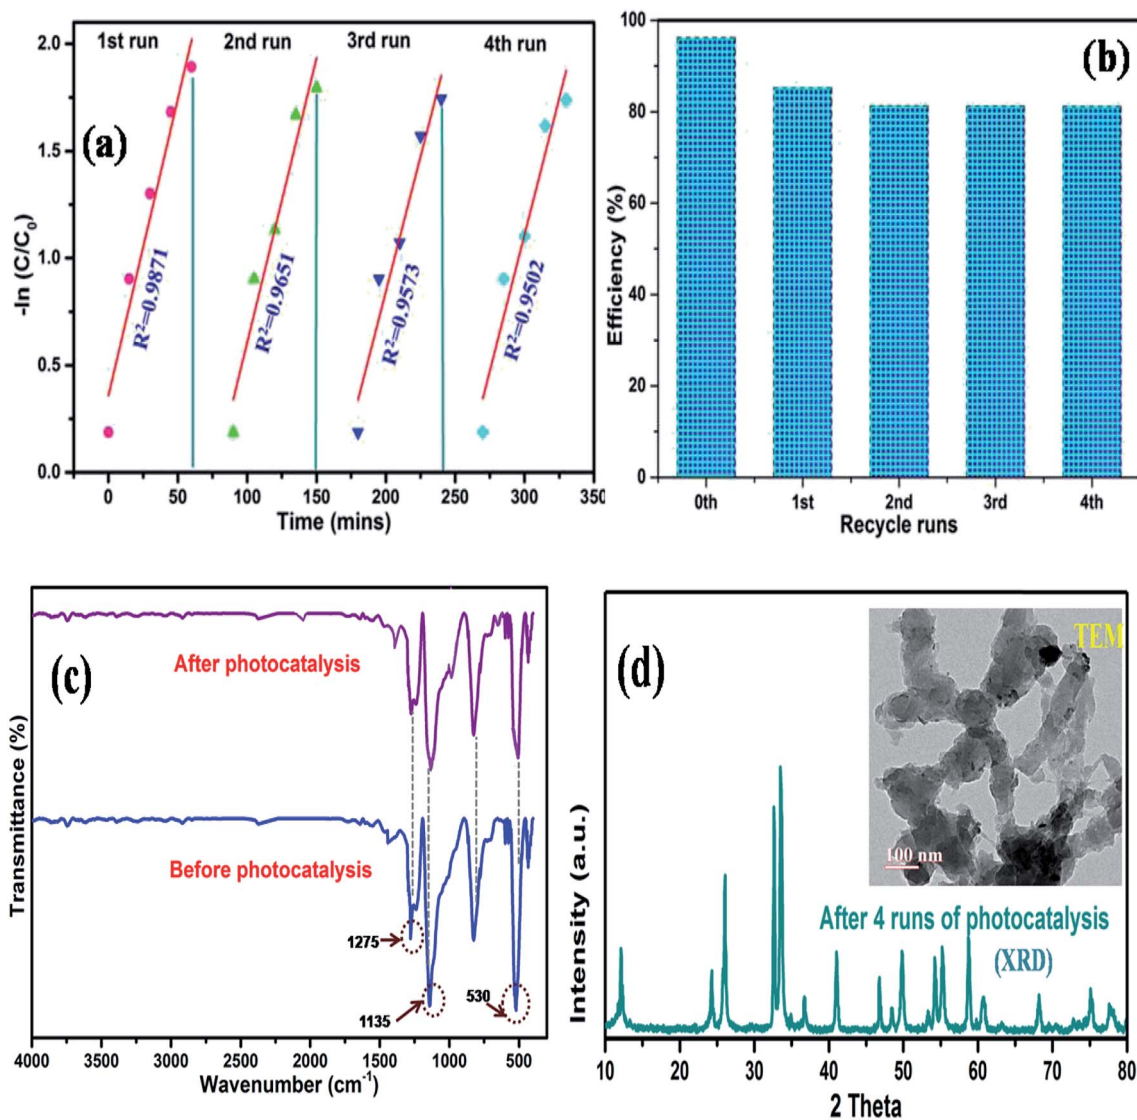 1st run
2nd run
3rd run
4th run
(a)
2.0
1.5
1.0
0.5
0.0
-ln (C/C₀)
R²=0.9871
R²=0.9651
R²=0.9573
R²=0.9502
0
50
100
150
200
250
300
350
Time (mins)
(b)
100
80
60
40
20
0
Efficiency (%)
0th
1st
2nd
3rd
4th
Recycle runs
(c)
After photocatalysis
Before photocatalysis
Transmittance (%)
1275
1135
530
4000
3500
3000
2500
2000
1500
1000
500
Wavenumber (cm⁻¹)
(d)
TEM
100 nm
After 4 runs of photocatalysis
(XRD)
Intensity (a.u.)
10
20
30
40
50
60
70
80
2 Theta